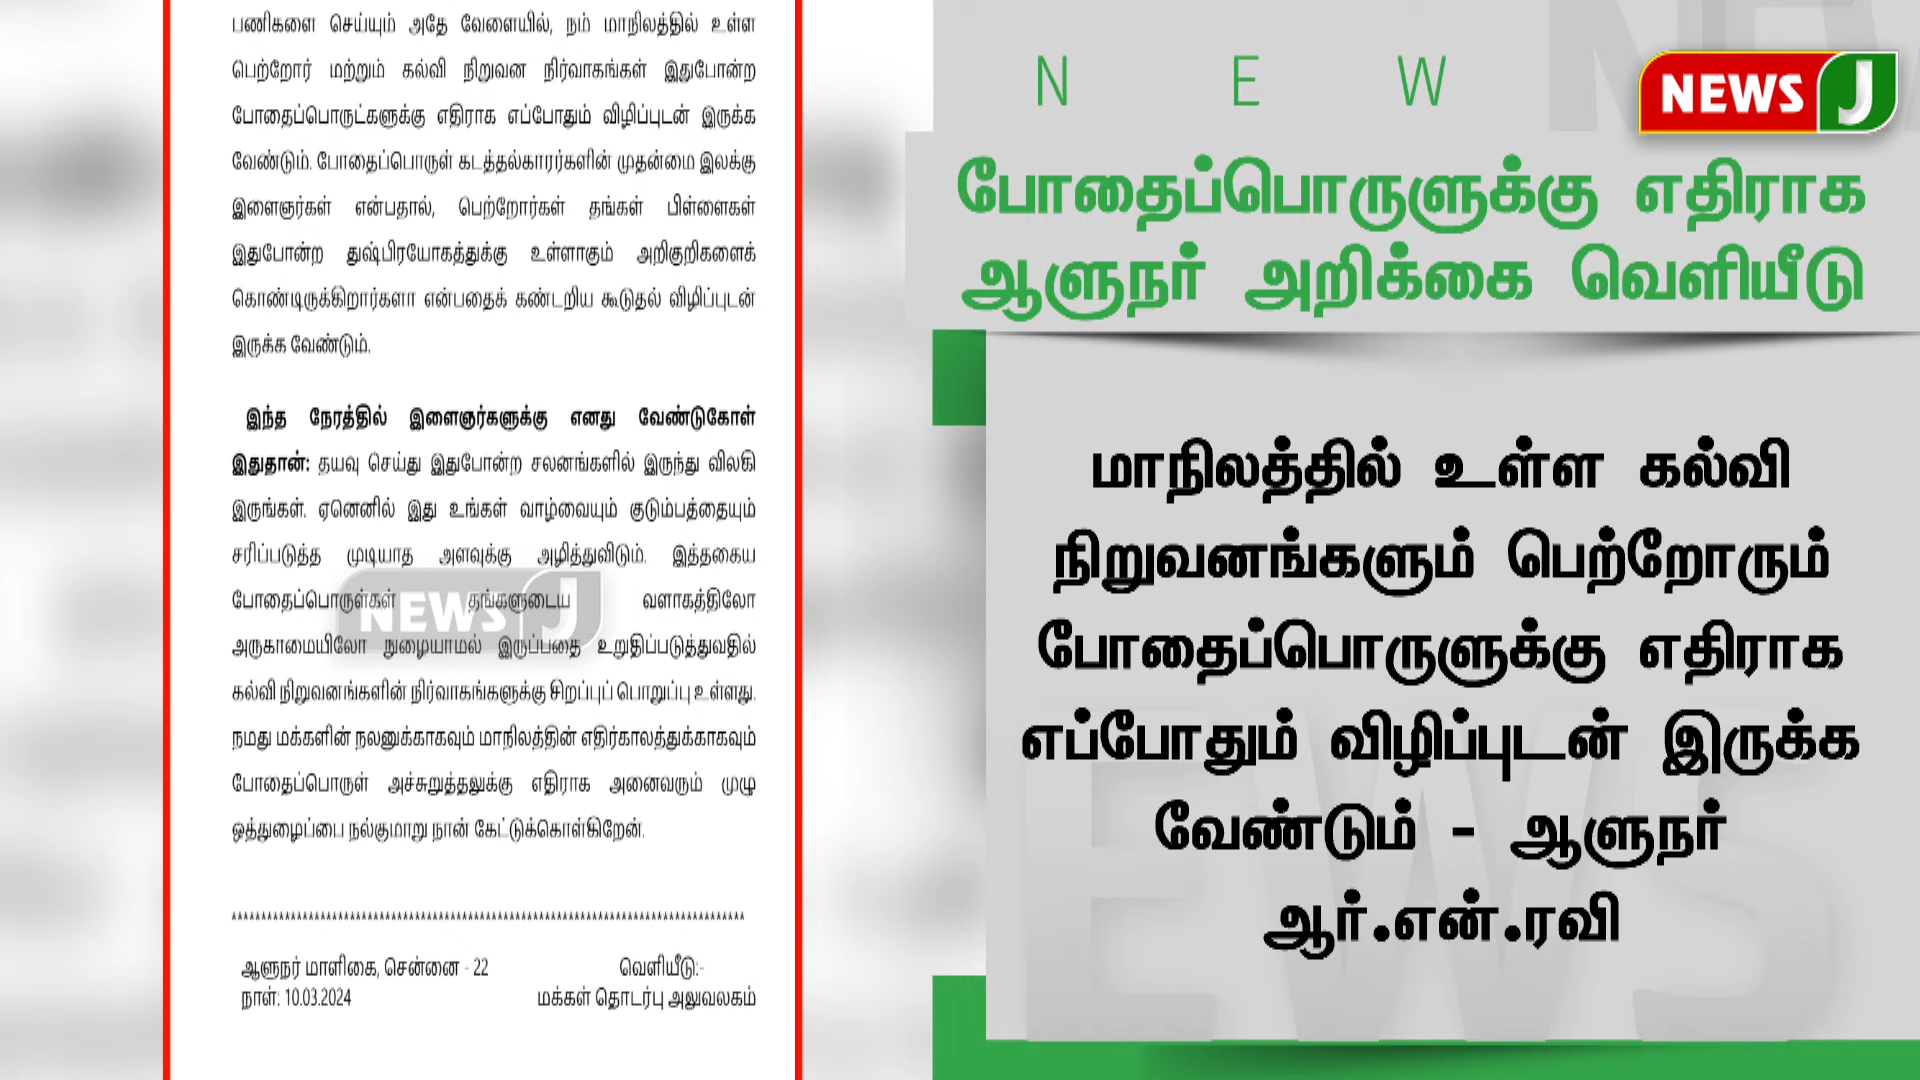 பணிகளை செய்யும் அதே வேளையில், நம் மாநிலத்தில் உள்ள
பெற்றோர் மற்றும் கல்வி நிறுவன நிர்வாகங்கள் இதுபோன்ற
போதைப்பொருட்களுக்கு எதிராக எப்போதும் விழிப்புடன் இருக்க
வேண்டும். போதைப்பொருள் கடத்தல்காரர்களின் முதன்மை இலக்கு
இளைஞர்கள் என்பதால், பெற்றோர்கள் தங்கள் பிள்ளைகள்
இதுபோன்ற துஷ்பிரயோகத்துக்கு உள்ளாகும் அறிகுறிகளைக்
கொண்டிருக்கிறார்களா என்பதைக் கண்டறிய கூடுதல் விழிப்புடன்
இருக்க வேண்டும்.
இந்த நேரத்தில் இளைஞர்களுக்கு எனது வேண்டுகோள்
இதுதான்: தயவு செய்து இதுபோன்ற சலனங்களில் இருந்து விலகி
இருங்கள். ஏனெனில் இது உங்கள் வாழ்வையும் குடும்பத்தையும்
சரிப்படுத்த முடியாத அளவுக்கு அழித்துவிடும். இத்தகைய
போதைப்பொருள்கள் தங்களுடைய வளாகத்திலோ
அருகாமையிலோ நுழையாமல் இருப்பதை உறுதிப்படுத்துவதில்
கல்வி நிறுவனங்களின் நிர்வாகங்களுக்கு சிறப்புப் பொறுப்பு உள்ளது.
நமது மக்களின் நலனுக்காகவும் மாநிலத்தின் எதிர்காலத்துக்காகவும்
போதைப்பொருள் அச்சுறுத்தலுக்கு எதிராக அனைவரும் முழு
ஒத்துழைப்பை நல்குமாறு நான் கேட்டுக்கொள்கிறேன்.
ஆளுநர் மாளிகை, சென்னை - 22
நாள்: 10.03.2024
வெளியீடு:-
மக்கள் தொடர்பு அலுவலகம்
NEWS J
N E W
NEWS J
போதைப்பொருளுக்கு எதிராக
ஆளுநர் அறிக்கை வெளியீடு
மாநிலத்தில் உள்ள கல்வி
நிறுவனங்களும் பெற்றோரும்
போதைப்பொருளுக்கு எதிராக
எப்போதும் விழிப்புடன் இருக்க
வேண்டும் - ஆளுநர்
ஆர்.என்.ரவி
EWS